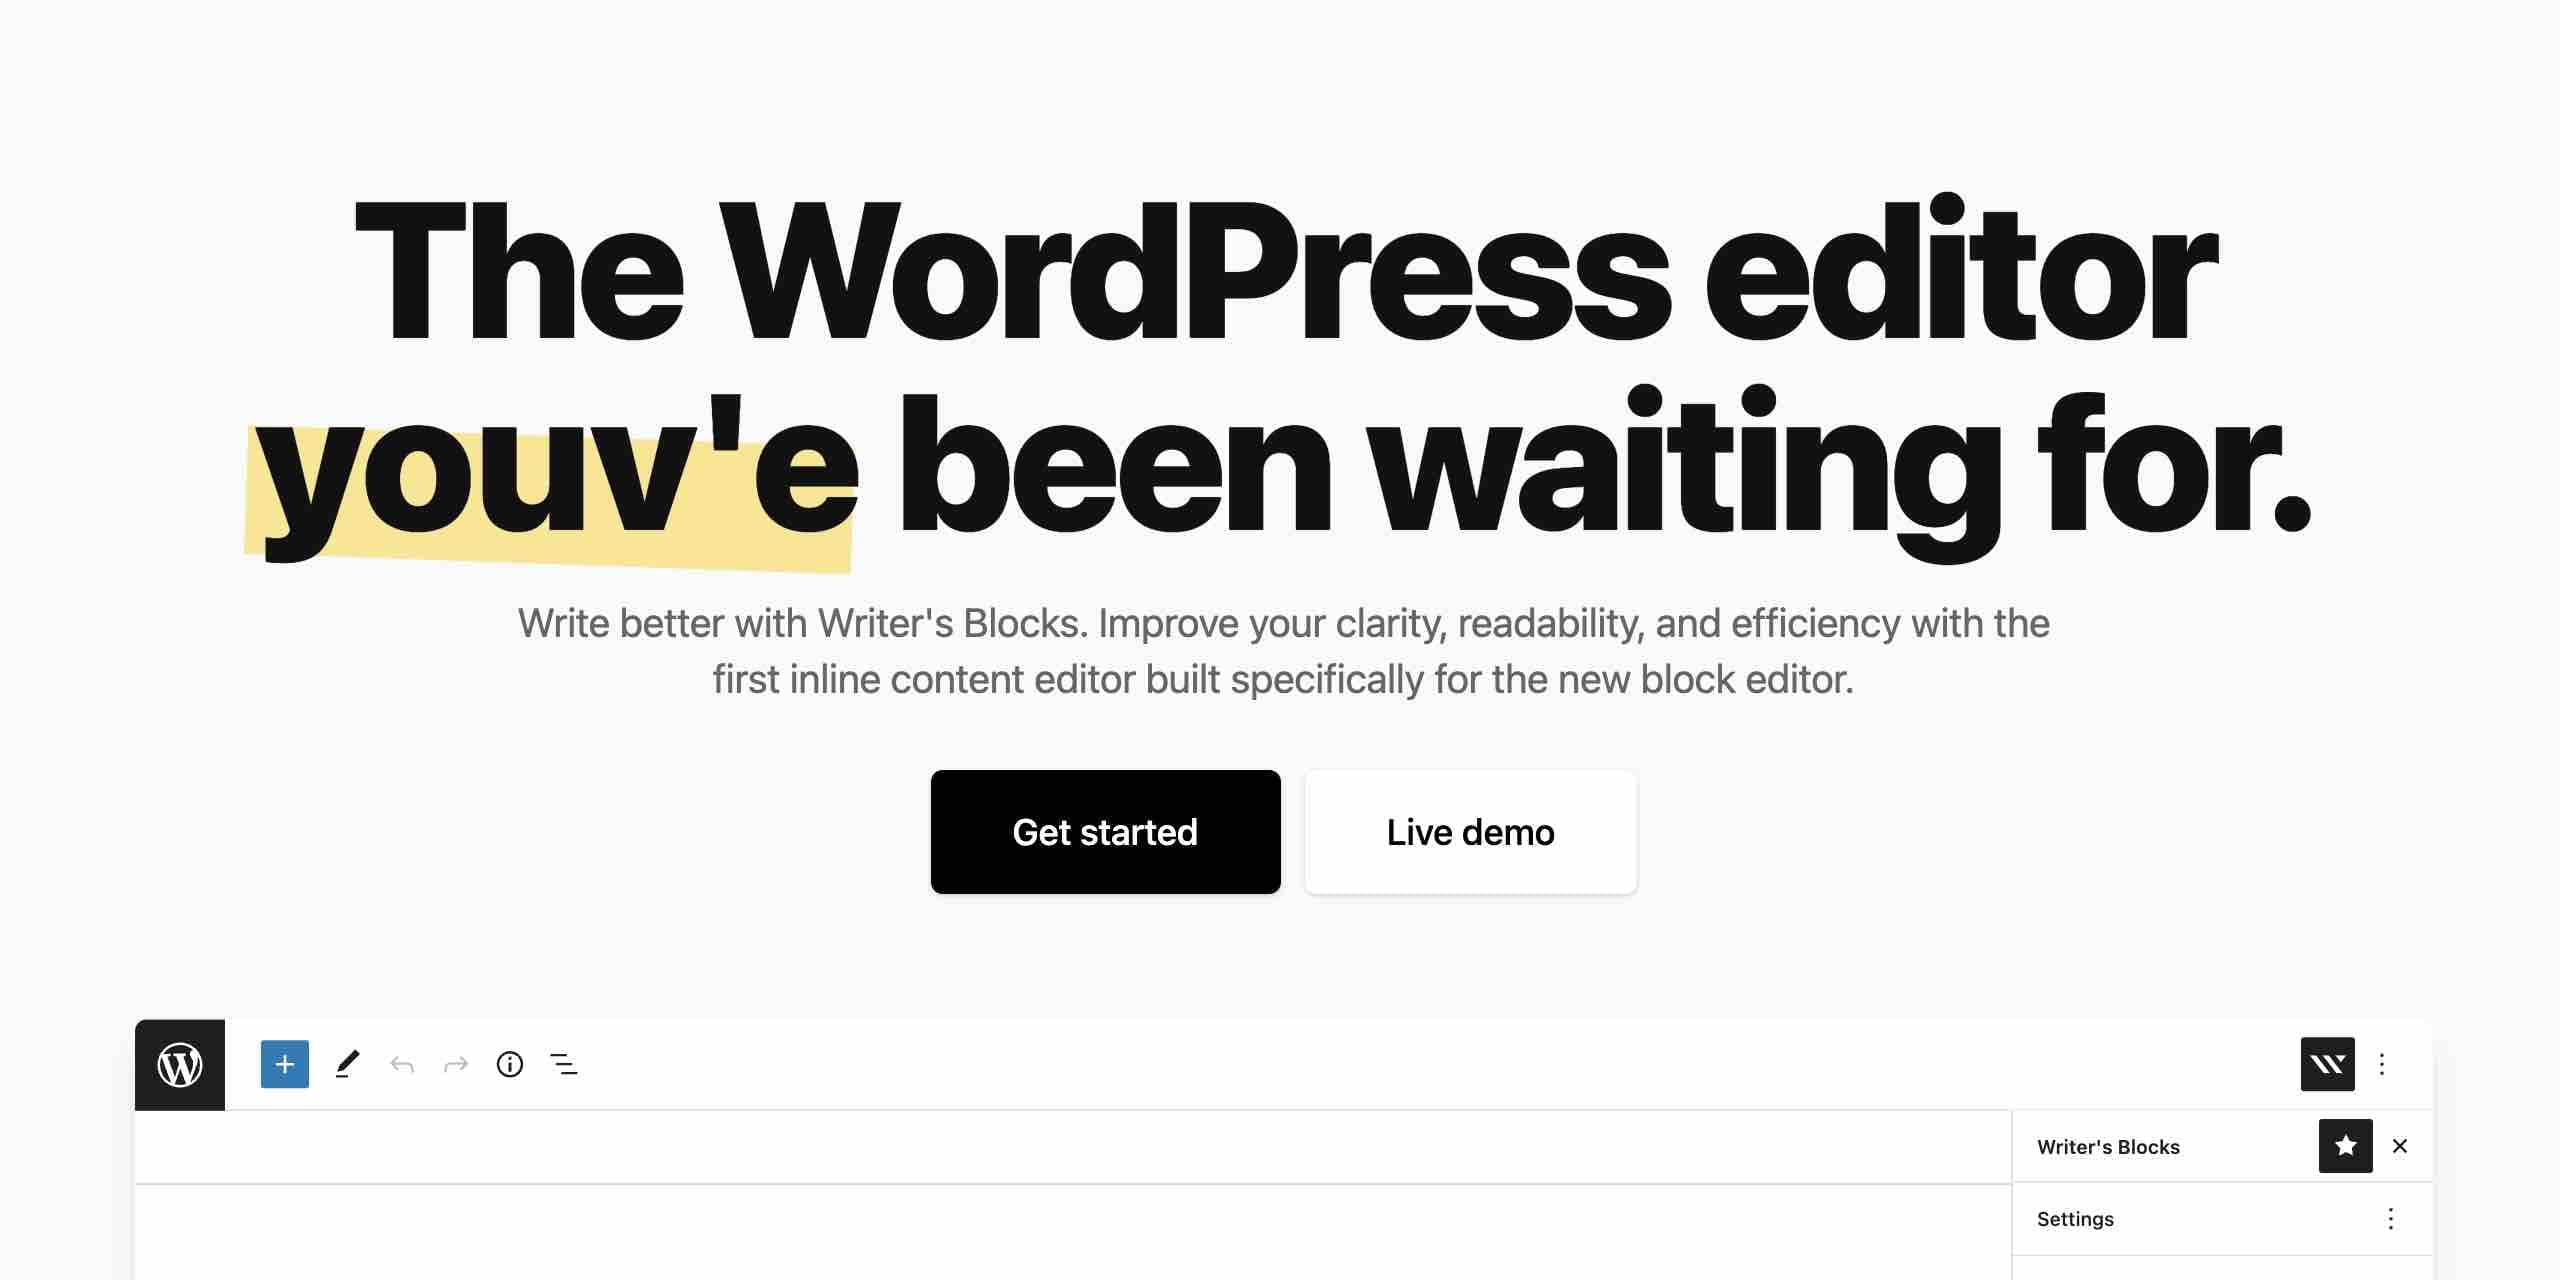 The WordPress editor
youv'e been waiting for.
Write better with Writer's Blocks. Improve your clarity, readability, and efficiency with the
first inline content editor built specifically for the new block editor.
Get started
Live demo
Writer's Blocks
Settings